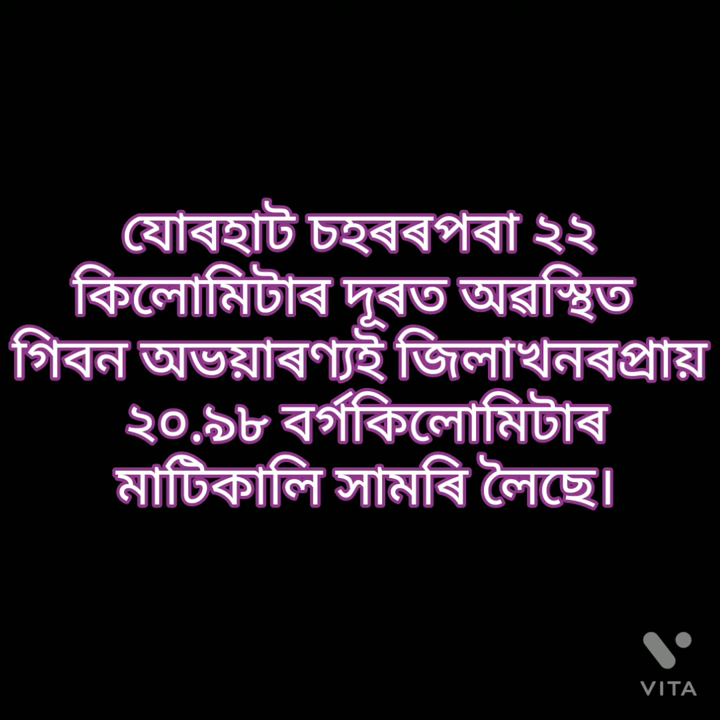 যোৰহাট চহৰৰপৰা ২২
কিলোমিটাৰ দূৰত অৱস্থিত
গিবন অভয়াৰণ্যই জিলাখনৰপ্ৰায়
২০.৯৮ বৰ্গকিলোমিটাৰ
মাটিকালি সামৰি লৈছে।
VITA